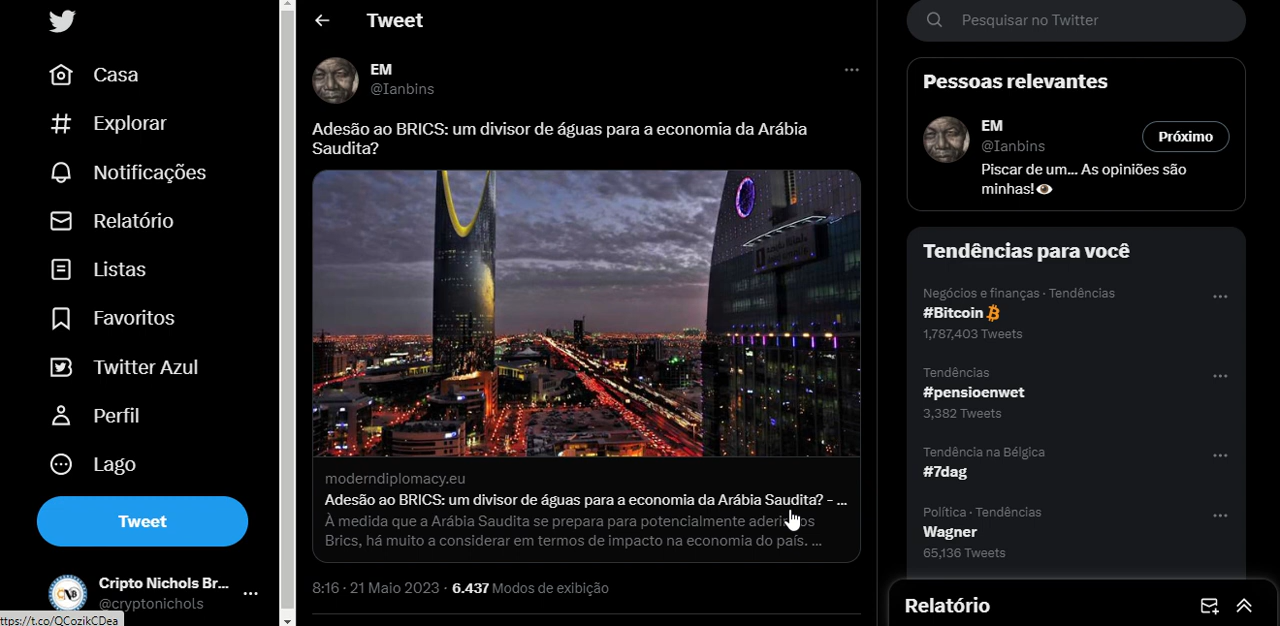 Casa
Explorar
Notificações
Relatório
Listas
Favoritos
Twitter Azul
Perfil
Lago
Tweet
Cripto Nichols Br...
@cryptonichols
ttps://t.co/QCozikCDea
Tweet
EM
@Ianbins
Adesão ao BRICS: um divisor de águas para a economia da Arábia
Saudita?
moderndiplomacy.eu
Adesão ao BRICS: um divisor de águas para a economia da Arábia Saudita? - ...
À medida que a Arábia Saudita se prepara para potencialmente
Brics, há muito a considerar em termos de impacto na economia do país. ...
8:16 · 21 Maio 2023 · 6.437 Modos de exibição
Pesquisar no Twitter
Pessoas relevantes
EM
@Ianbins
Próximo
Piscar de um... As opiniões são
minhas!👁
Tendências para você
Negócios e finanças · Tendências
#Bitcoin
1,787,403 Tweets
Tendências
#pensioenwet
3,382 Tweets
Tendência na Bélgica
#7dag
Política · Tendências
Wagner
65,136 Tweets
Relatório